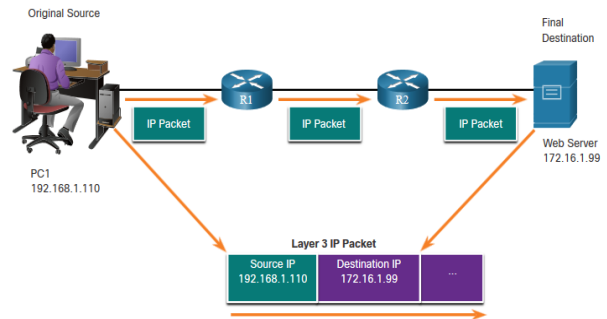 Original Source
Final
Destination
R1
R2
IP Packet
IP Packet
IP Packet
PC1
192.168.1.110
Web Server
172.16.1.99
Layer 3 IP Packet
Source IP
192.168.1.110
Destination IP
172.16.1.99
...